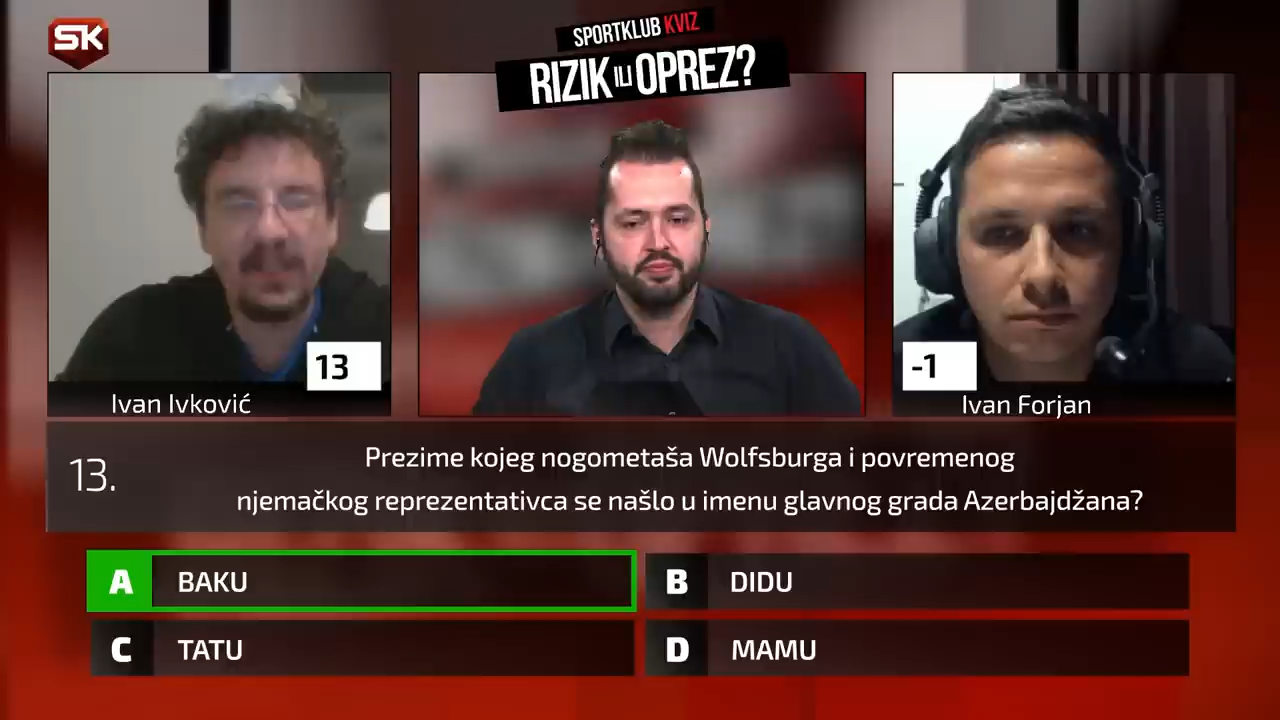 SK
SPORTKLUB KVIZ
RIZIK ILI OPREZ?
13
-1
Ivan Ivković
Ivan Forjan
13.
Prezime kojeg nogometaša Wolfsburga i povremenog
njemačkog reprezentativca se našlo u imenu glavnog grada Azerbajdžana?
A BAKU
B DIDU
C TATU
D MAMU